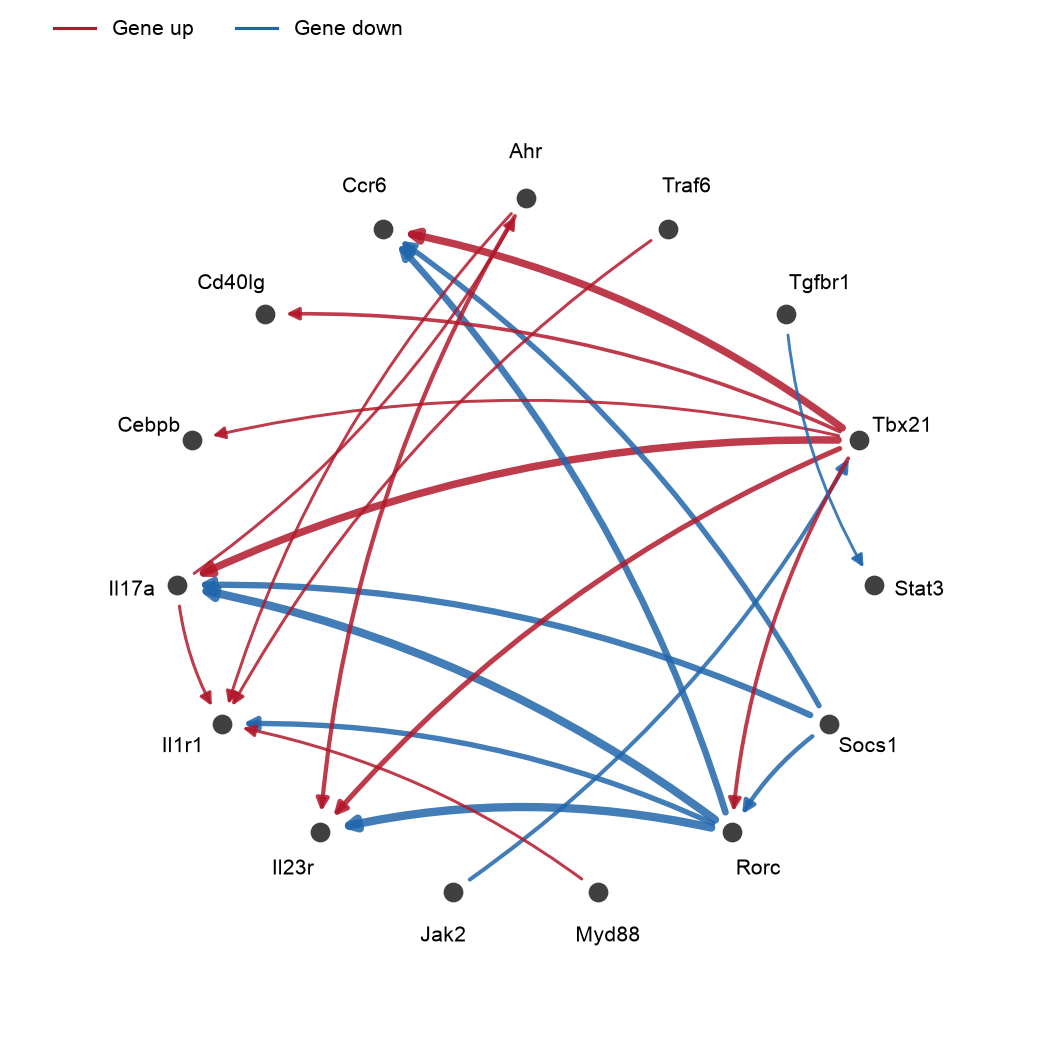 Gene up Gene down
Ahr
Ccr6 Traf6
Cd40lg Tgfbr1
Cebpb Tbx21
Il17a Stat3
Il1r1 Socs1
Il23r Rorc
Jak2 Myd88